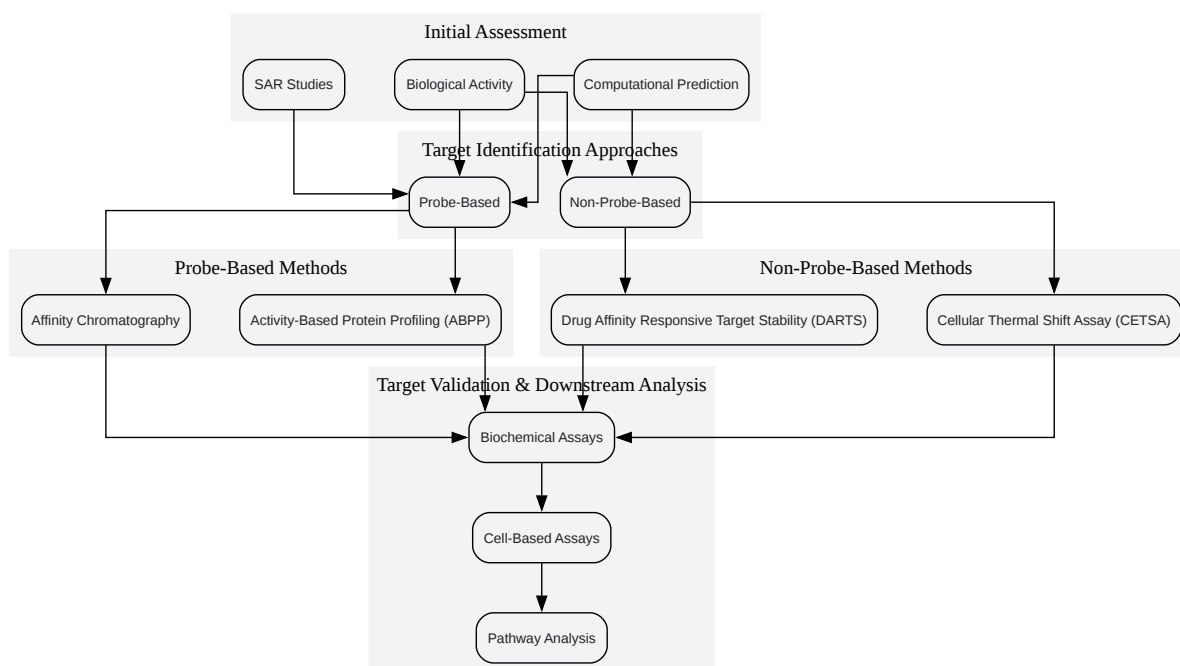 Initial Assessment
SAR Studies
Biological Activity
Computational Prediction
Target Identification Approaches
Probe-Based
Non-Probe-Based
Probe-Based Methods
Non-Probe-Based Methods
Affinity Chromatography
Activity-Based Protein Profiling (ABPP)
Drug Affinity Responsive Target Stability (DARTS)
Cellular Thermal Shift Assay (CETSA)
Target Validation & Downstream Analysis
Biochemical Assays
Cell-Based Assays
Pathway Analysis